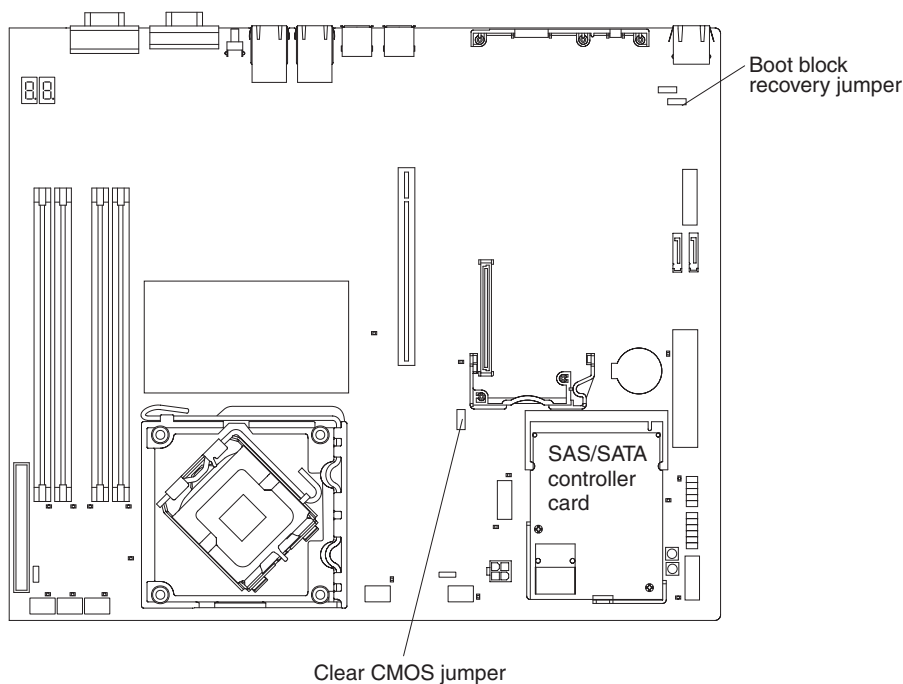 Boot block
recovery jumper
SAS/SATA
controller
card
Clear CMOS jumper